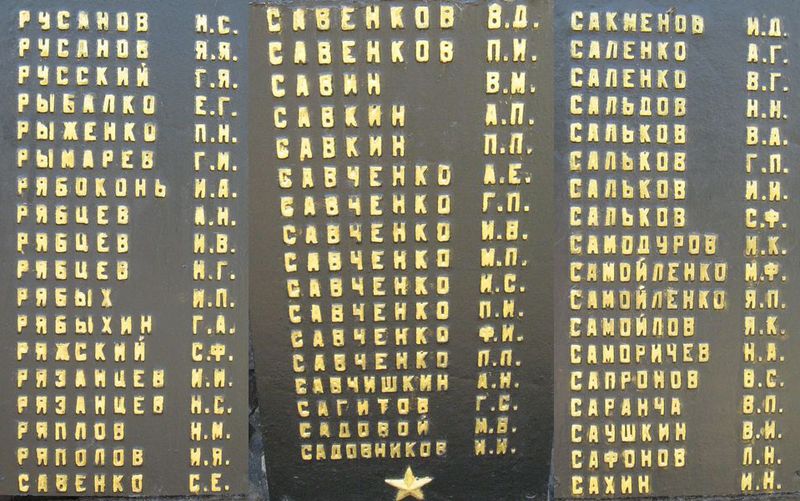 РУСАНОВ И.С.
РУСАНОВ Я.Я.
РУССКИЙ Г.Я.
РЫБАЛКО Е.Г.
РЫЖЕНКО П.Н.
РЫМАРЕВ Г.И.
РЯБОКОНЬ И.А.
РЯБЦЕВ А.Н.
РЯБЦЕВ И.В.
РЯБЦЕВ Н.Г.
РЯБЫХ И.П.
РЯБЫХИН Г.А.
РЯЖСКИЙ С.Ф.
РЯЗАНЦЕВ И.И.
РЯЗАНЦЕВ Н.С.
РЯПЛОВ Н.М.
РЯПОЛОВ И.Я.
САВЕНКО С.Е.
САВЕНКОВ В.Д.
САВЕНКОВ П.И.
САВИН В.М.
САВКИН А.П.
САВКИН П.П.
САВЧЕНКО А.Е.
САВЧЕНКО Г.П.
САВЧЕНКО И.В.
САВЧЕНКО М.П.
САВЧЕНКО И.С.
САВЧЕНКО П.И.
САВЧЕНКО Ф.И.
САВЧЕНКО П.П.
САВЧИШКИН А.Н.
САГИТОВ Г.С.
САДОВОЙ М.В.
САДОВНИКОВ И.И.
САКМЕНОВ И.Д.
САЛЕНКО А.Г.
САЛЕНКО В.Г.
САЛЬДОВ Н.Н.
САЛЬКОВ В.А.
САЛЬКОВ Г.П.
САЛЬКОВ И.И.
САЛЬКОВ С.Ф.
САМОДУРОВ И.К.
САМОЙЛЕНКО М.Ф.
САМОЙЛЕНКО Я.П.
САМОЙЛОВ Я.К.
САМОРИЧЕВ Н.А.
САПРОНОВ В.С.
САРАНЧА В.П.
САУШКИН В.И.
САФОНОВ Л.Н.
САХИН И.Н.